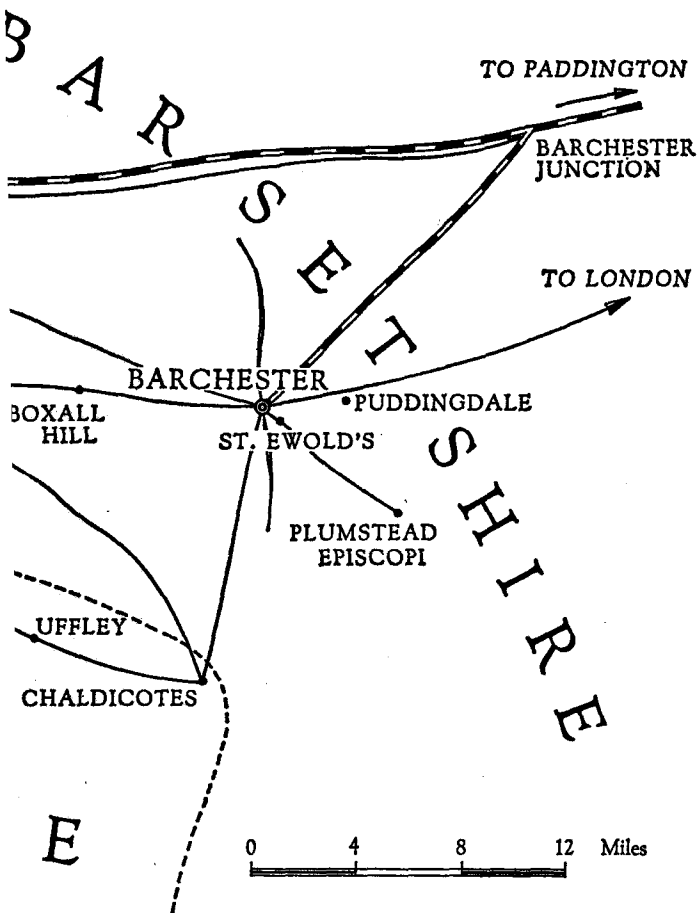 BARSETSHIRE
TO PADDINGTON
BARCHESTER
JUNCTION
TO LONDON
BARCHESTER
PUDDINGDALE
BOXALL
HILL
ST. EWOLD'S
PLUMSTEAD
EPISCOPI
UFFLEY
CHALDICOTES
E
0 4 8 12 Miles